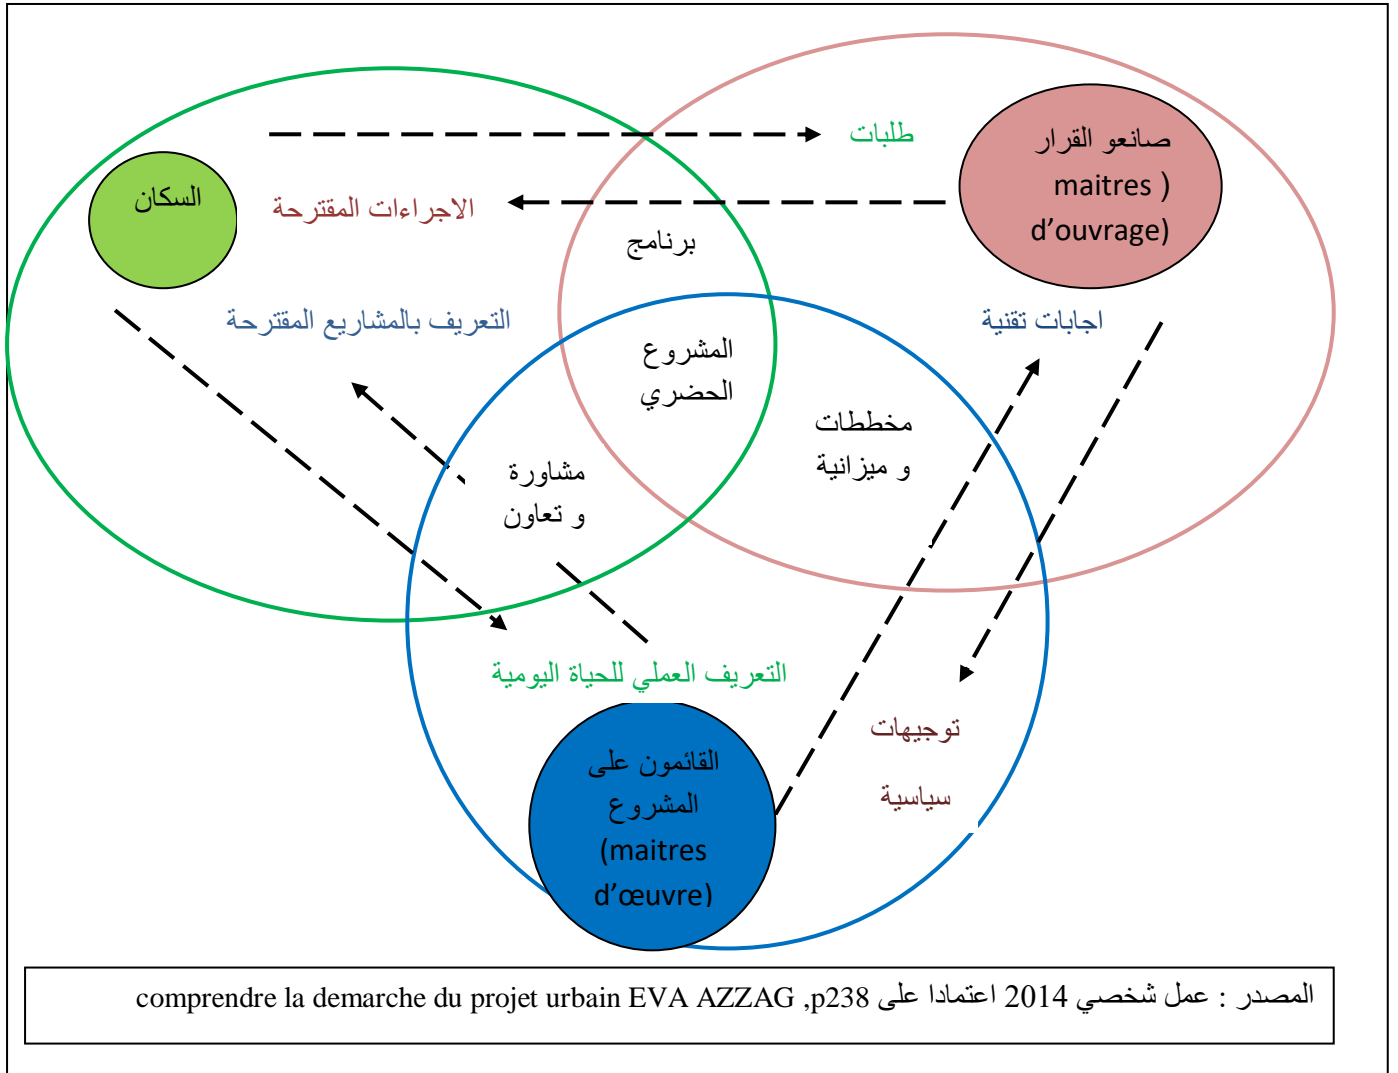 طلبات
صانعو القرار
maitres )
d’ouvrage)
السكان
الاجراءات المقترحة
برنامج
التعريف بالمشاريع المقترحة
اجابات تقنية
المشروع
الحضري
مخططات
و ميزانية
مشاورة
و تعاون
التعريف العملي للحياة اليومية
توجيهات
سياسية
القائمون على
المشروع
(maitres
d’œuvre)
المصدر : عمل شخصي 2014 اعتمادا على comprendre la demarche du projet urbain EVA AZZAG ,p238